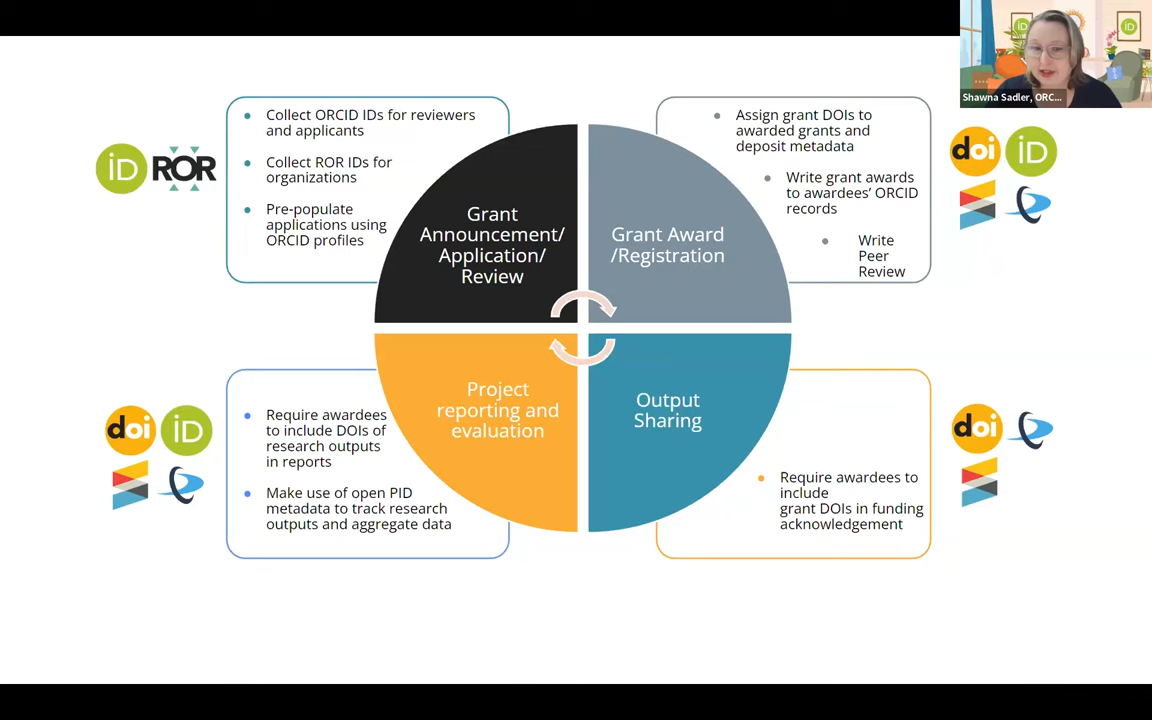 Shawna Sadler, ORC...
• Collect ORCID IDs for reviewers
and applicants
• Collect ROR IDs for
organizations
• Pre-populate
applications using
ORCID profiles
iD ROR
Grant
Announcement/
Application/
Review
Grant Award
/Registration
• Assign grant DOIs to
awarded grants and
deposit metadata
• Write grant awards
to awardees’ ORCID
records
• Write
Peer
Review
doi iD
doi iD
• Require awardees
to include DOIs of
research outputs
in reports
• Make use of open PID
metadata to track research
outputs and aggregate data
Project
reporting and
evaluation
Output
Sharing
• Require awardees to
include
grant DOIs in funding
acknowledgement
doi